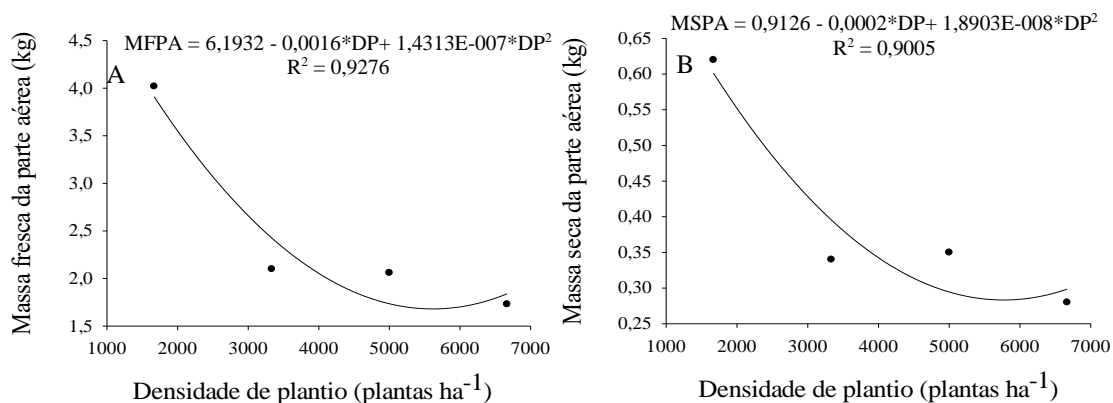 MFPA = 6,1932 - 0,0016*DP+ 1,4313E-007*DP²
R² = 0,9276
A
Massa fresca da parte aérea (kg)
4,5
4,0
3,5
3,0
2,5
2,0
1,5
1000 2000 3000 4000 5000 6000 7000
Densidade de plantio (plantas ha⁻¹)
MSPA = 0,9126 - 0,0002*DP+ 1,8903E-008*DP²
R² = 0,9005
B
Massa seca da parte aérea (kg)
0,65
0,60
0,55
0,50
0,45
0,40
0,35
0,30
0,25
1000 2000 3000 4000 5000 6000 7000
Densidade de plantio (plantas ha⁻¹)